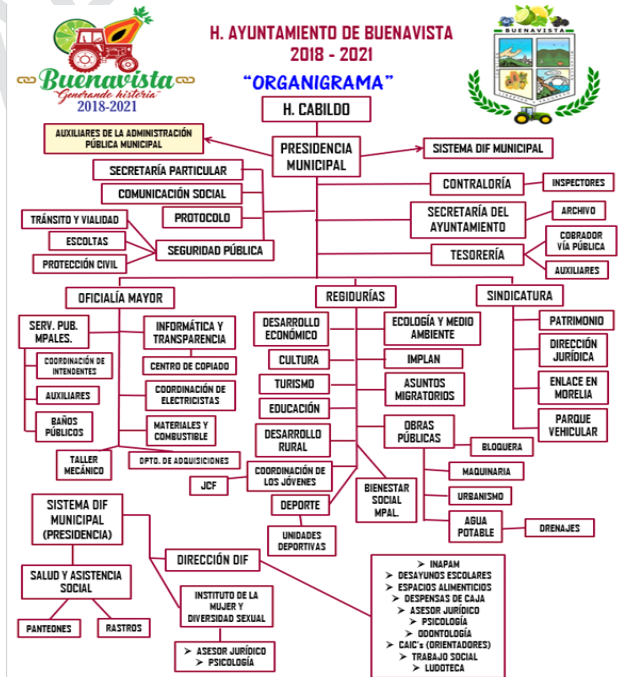 H. AYUNTAMIENTO DE BUENAVISTA
2018 - 2021
"ORGANIGRAMA"
Buenavista
"Generando historia"
2018-2021
BUENAVISTA
H. CABILDO
AUXILIARES DE LA ADMINISTRACIÓN
PÚBLICA MUNICIPAL
PRESIDENCIA
MUNICIPAL
SISTEMA DIF MUNICIPAL
SECRETARÍA PARTICULAR
COMUNICACIÓN SOCIAL
PROTOCOLO
SEGURIDAD PÚBLICA
TRÁNSITO Y VIALIDAD
ESCOLTAS
PROTECCIÓN CIVIL
CONTRALORÍA
INSPECTORES
SECRETARÍA DEL
AYUNTAMIENTO
ARCHIVO
TESORERÍA
COBRADOR
VÍA PÚBLICA
AUXILIARES
OFICIALÍA MAYOR
REGIDURÍAS
SINDICATURA
SERV. PUB.
MPALES.
COORDINACIÓN DE
INTENDENTES
AUXILIARES
BAÑOS
PÚBLICOS
TALLER
MECÁNICO
INFORMÁTICA Y
TRANSPARENCIA
CENTRO DE COPIADO
COORDINACIÓN DE
ELECTRICISTAS
MATERIALES Y
COMBUSTIBLE
DPTO. DE ADQUISICIONES
DESARROLLO
ECONÓMICO
CULTURA
TURISMO
EDUCACIÓN
DESARROLLO
RURAL
COORDINACIÓN DE
LOS JÓVENES
JCF
DEPORTE
UNIDADES
DEPORTIVAS
ECOLOGÍA Y MEDIO
AMBIENTE
IMPLAN
ASUNTOS
MIGRATORIOS
OBRAS
PÚBLICAS
BLOQUERA
MAQUINARIA
URBANISMO
AGUA
POTABLE
DRENAJES
BIENESTAR
SOCIAL
MPAL.
PATRIMONIO
DIRECCIÓN
JURÍDICA
ENLACE EN
MORELIA
PARQUE
VEHICULAR
SISTEMA DIF
MUNICIPAL
(PRESIDENCIA)
SALUD Y ASISTENCIA
SOCIAL
PANTEONES
RASTROS
DIRECCIÓN DIF
INSTITUTO DE LA
MUJER Y
DIVERSIDAD SEXUAL
➤ ASESOR JURÍDICO
➤ PSICOLOGÍA
➤ INAPAM
➤ DESAYUNOS ESCOLARES
➤ ESPACIOS ALIMENTICIOS
➤ DESPENSAS DE CAJA
➤ ASESOR JURÍDICO
➤ PSICOLOGÍA
➤ ODONTOLOGÍA
➤ CAIC's (ORIENTADORES)
➤ TRABAJO SOCIAL
➤ LUDOTECA